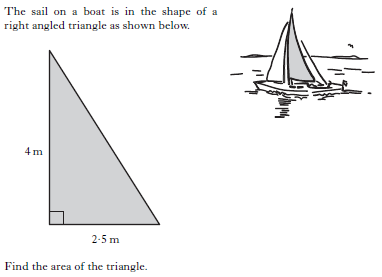 The sail on a boat is in the shape of a
right angled triangle as shown below.
4 m
2·5 m
Find the area of the triangle.